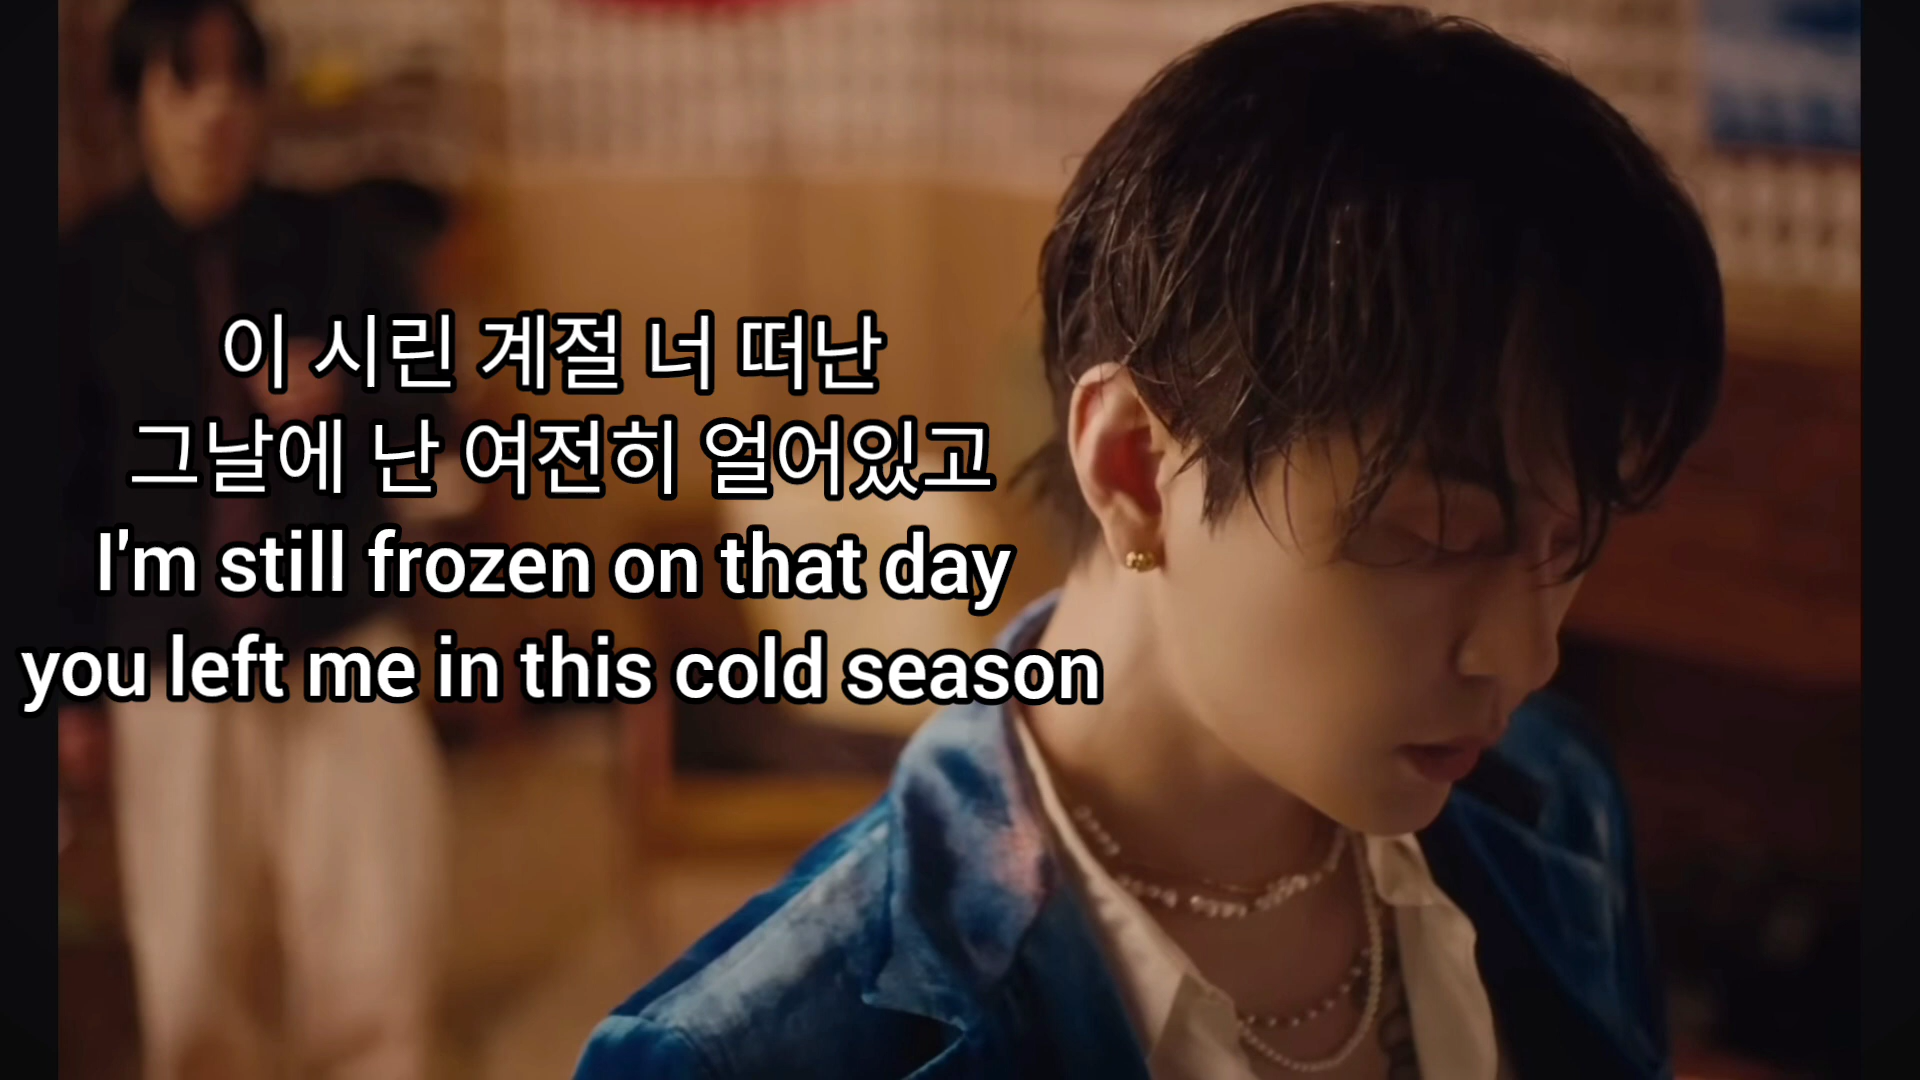 이 시린 계절 너 떠난
그날에 난 여전히 얼어있고
I'm still frozen on that day
you left me in this cold season